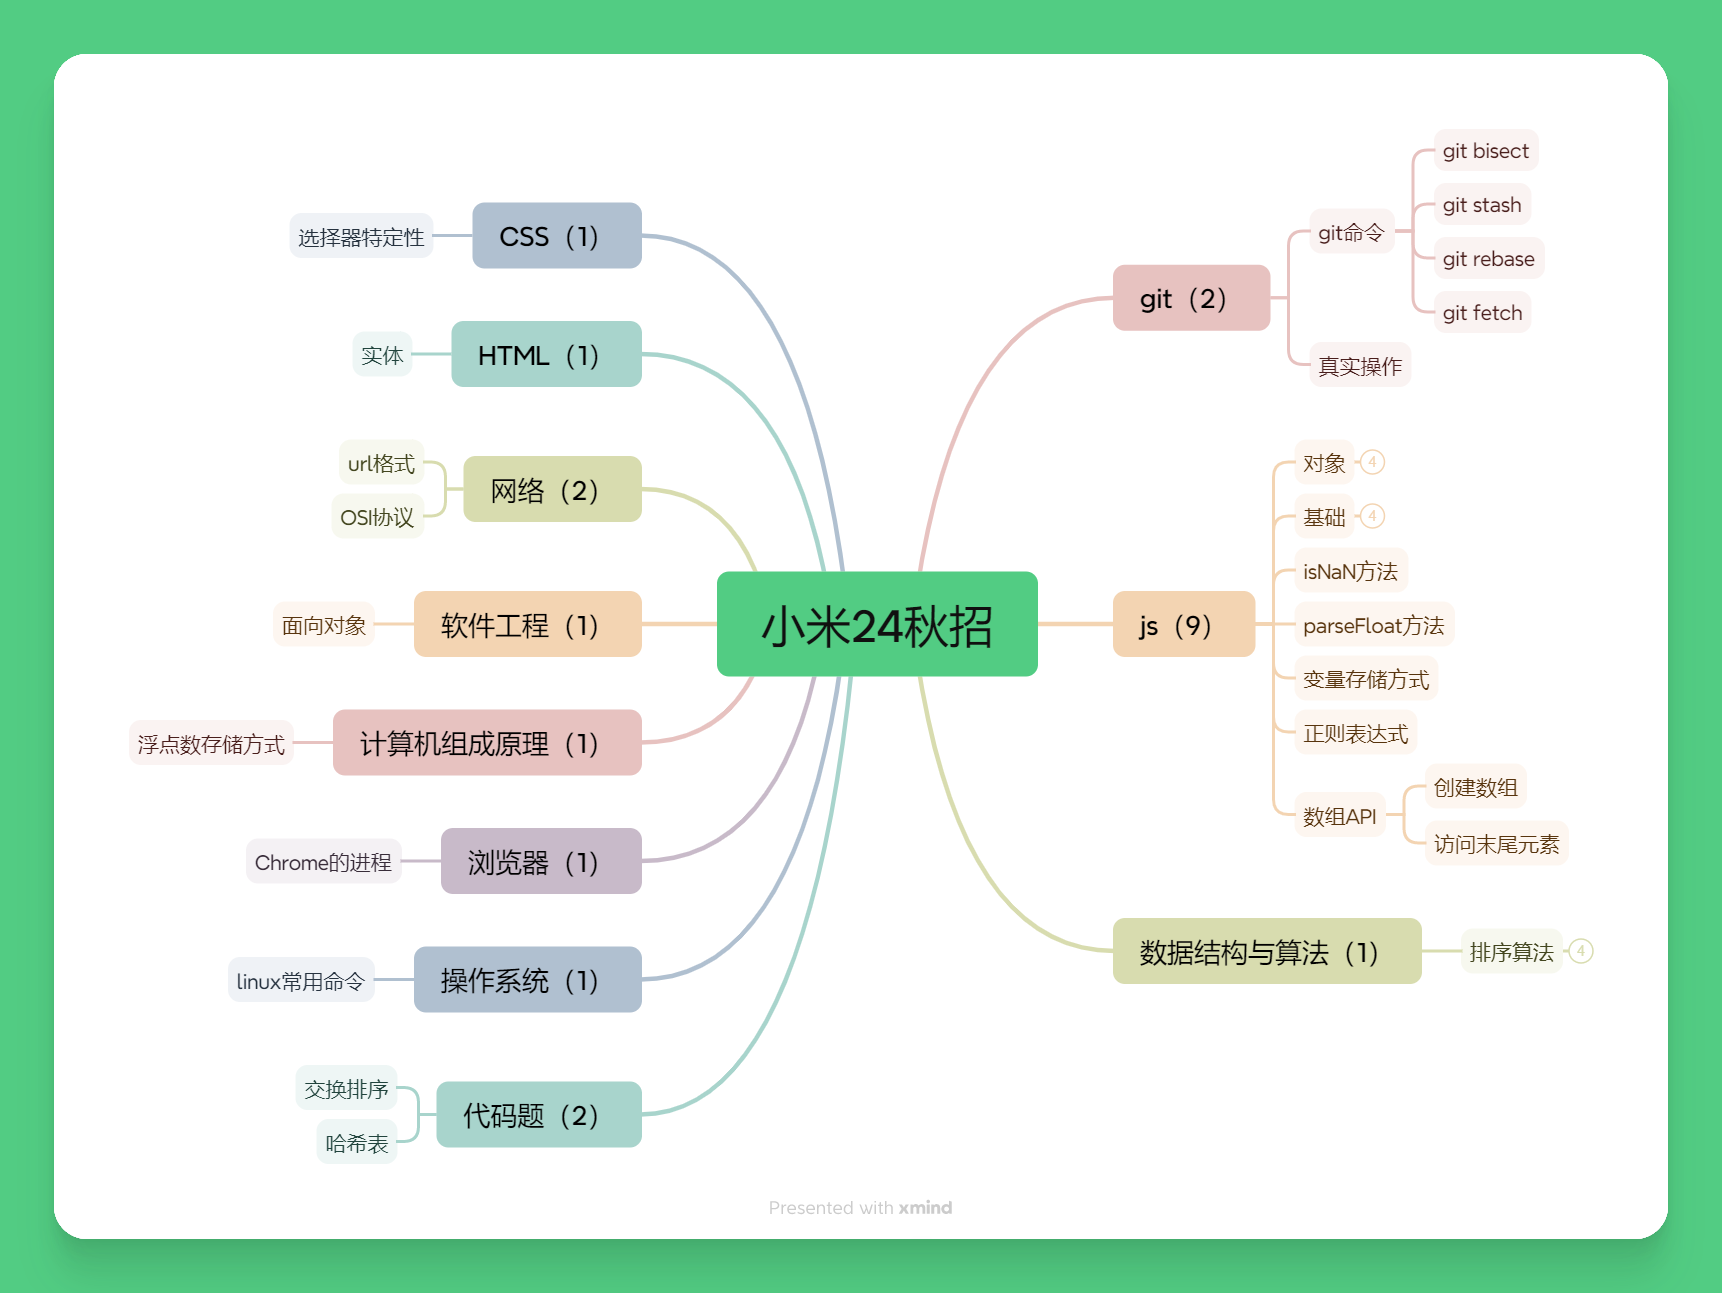 小米24秋招
git（2）
git命令
git bisect
git stash
git rebase
git fetch
真实操作
js（9）
对象
4
基础
4
isNaN方法
parseFloat方法
变量存储方式
正则表达式
数组API
创建数组
访问末尾元素
数据结构与算法（1）
排序算法
4
CSS（1）
选择器特定性
HTML（1）
实体
网络（2）
url格式
OSI协议
软件工程（1）
面向对象
计算机组成原理（1）
浮点数存储方式
浏览器（1）
Chrome的进程
操作系统（1）
linux常用命令
代码题（2）
交换排序
哈希表
Presented with xmind